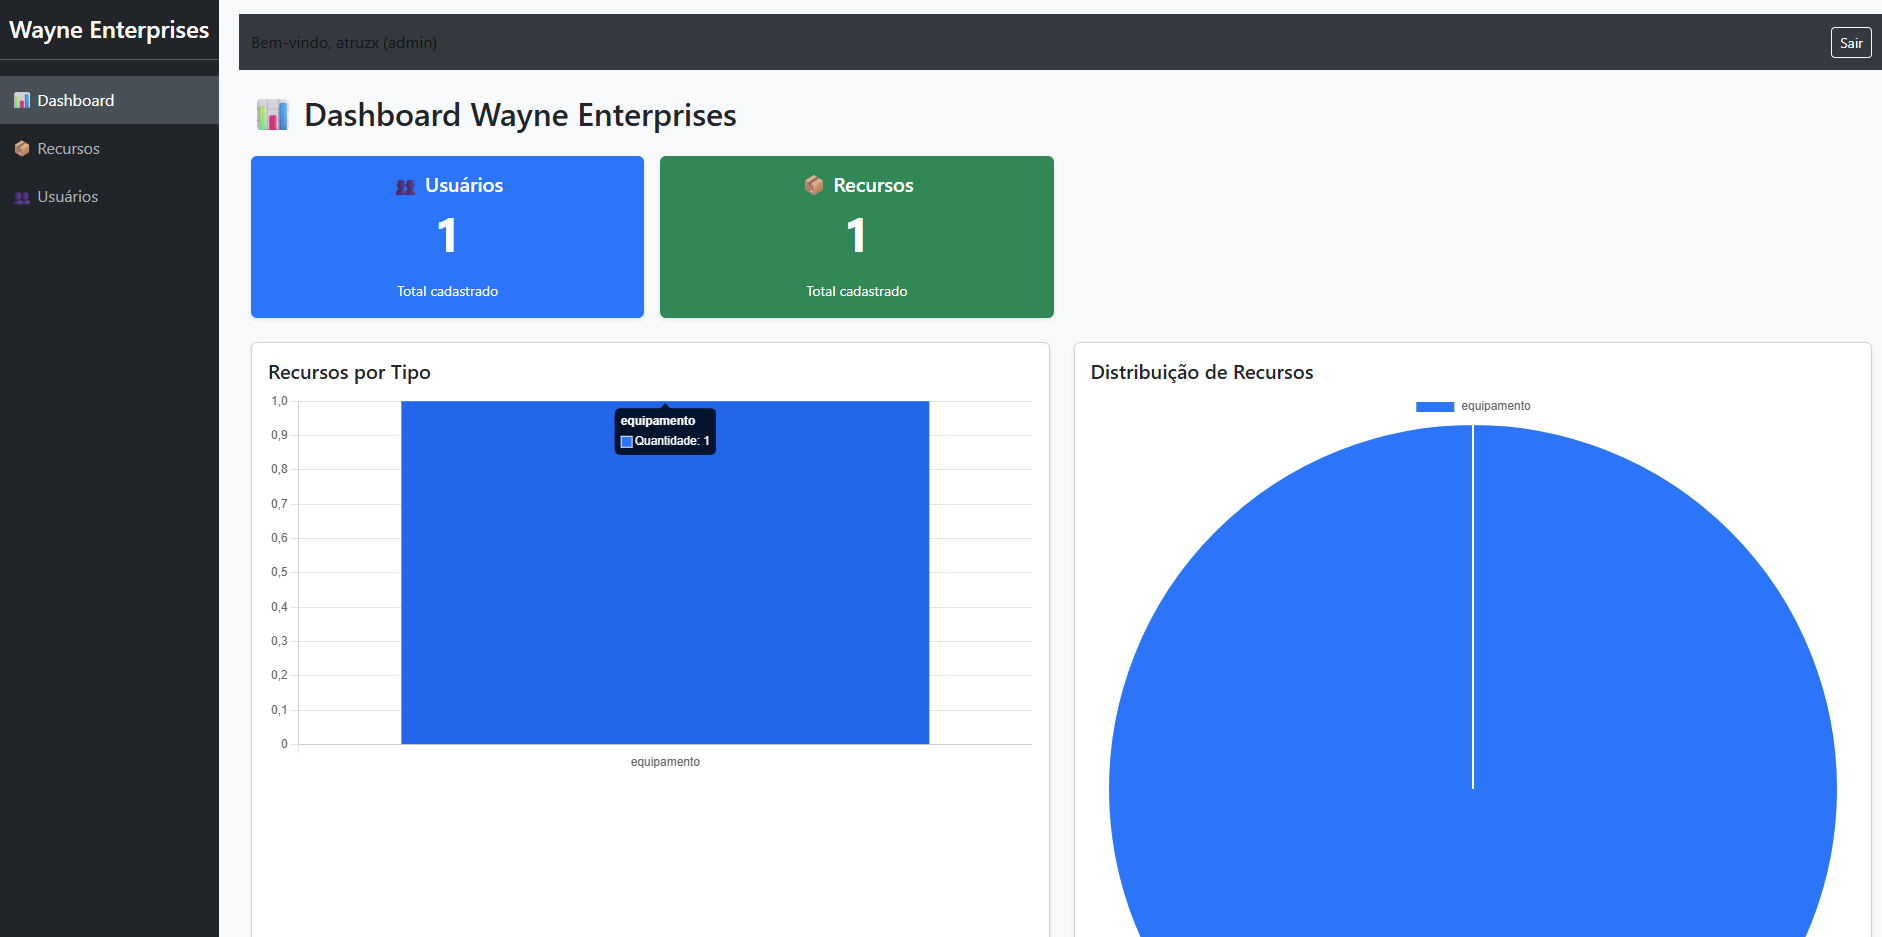 Wayne Enterprises
Dashboard
Recursos
Usuários
Bem-vindo, atruzx (admin)
Sair
Dashboard Wayne Enterprises
Usuários
1
Total cadastrado
Recursos
1
Total cadastrado
Recursos por Tipo
1,0
0,9
0,8
0,7
0,6
0,5
0,4
0,3
0,2
0,1
0
equipamento
Quantidade: 1
equipamento
Distribuição de Recursos
equipamento